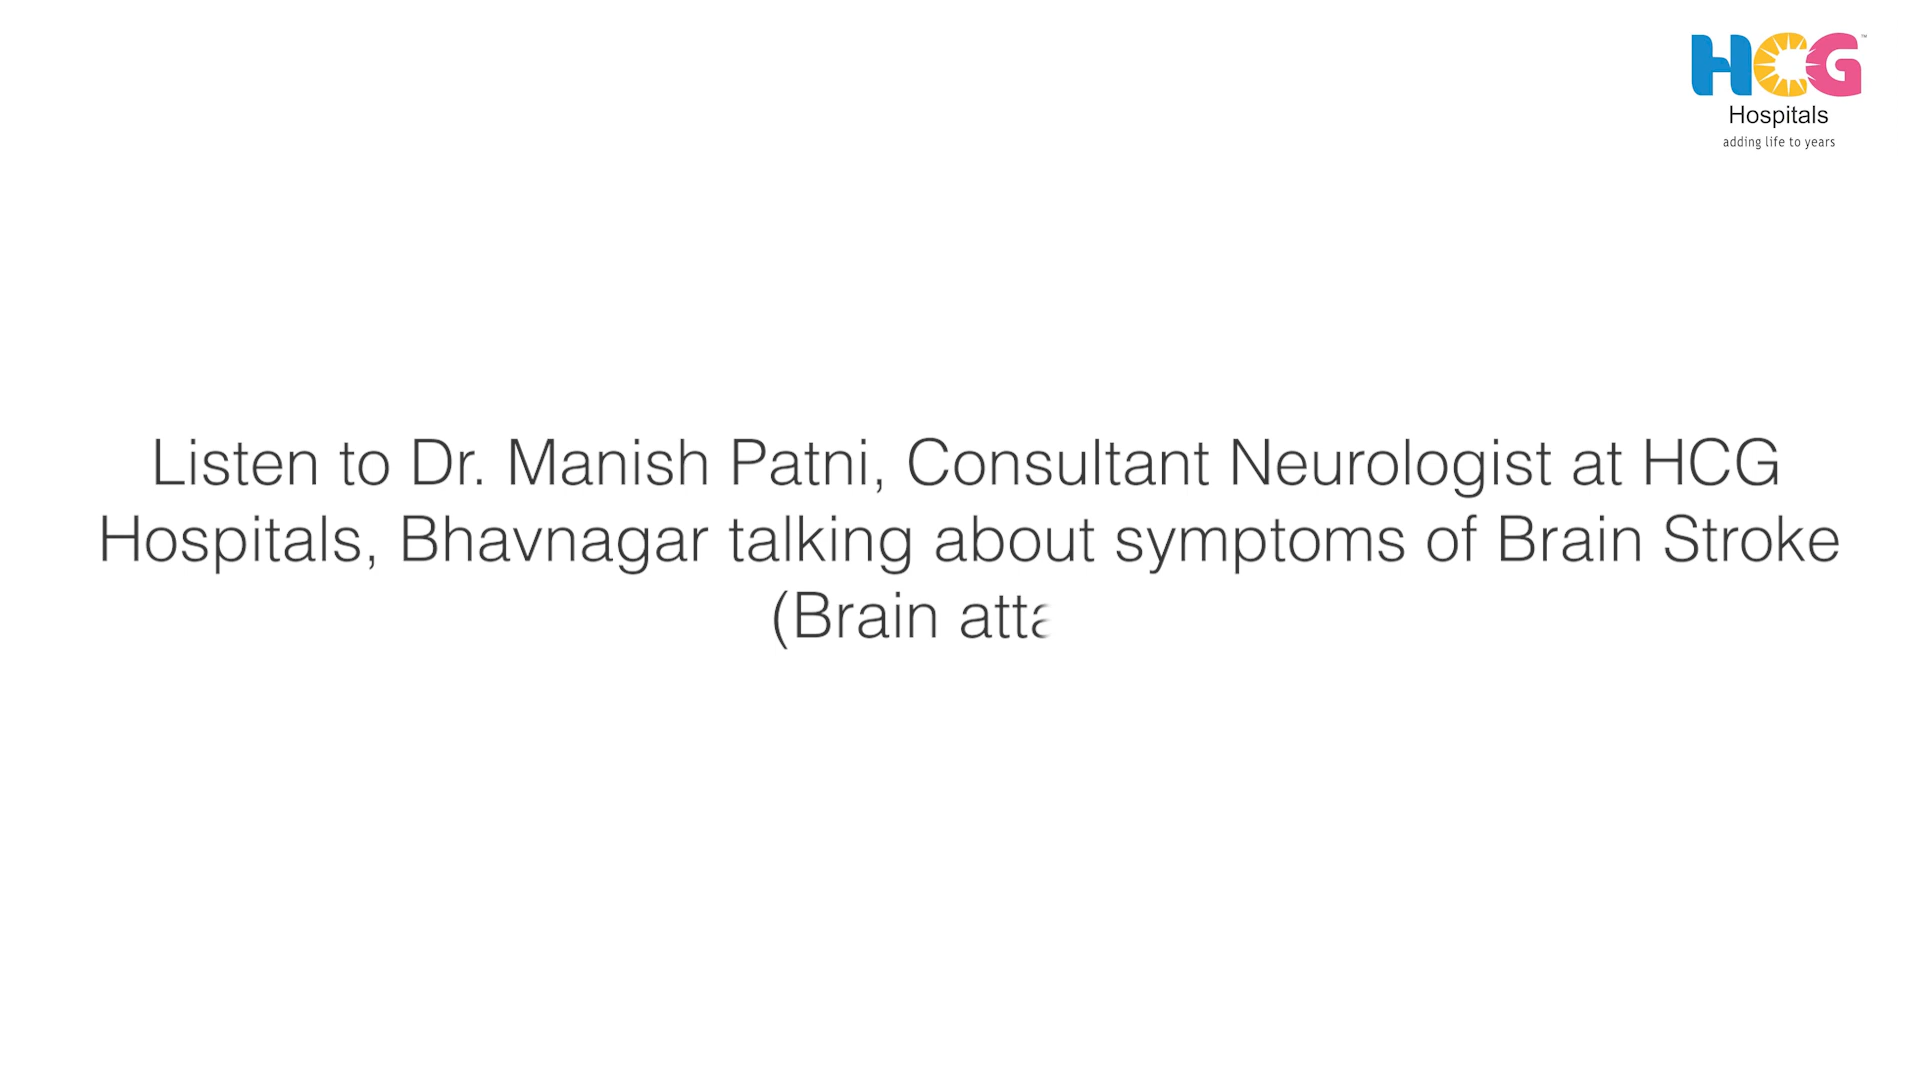 HCG
Hospitals
adding life to years
Listen to Dr. Manish Patni, Consultant Neurologist at HCG
Hospitals, Bhavnagar talking about symptoms of Brain Stroke
(Brain atta